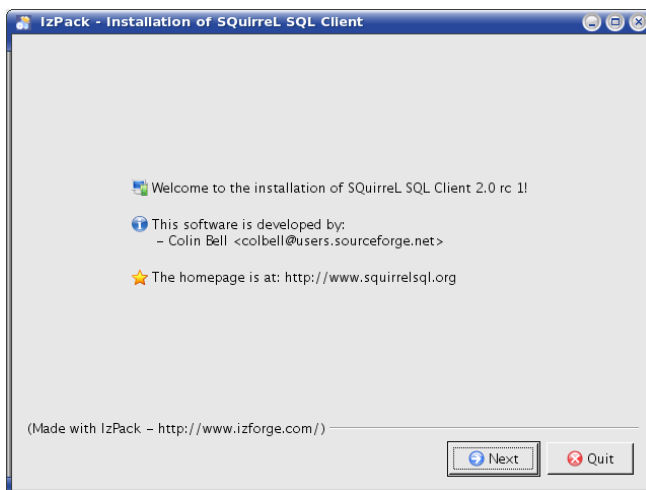 IzPack - Installation of SQuirreL SQL Client
Welcome to the installation of SQuirreL SQL Client 2.0 rc 1!
This software is developed by:
- Colin Bell <colbell@users.sourceforge.net>
The homepage is at: http://www.squirrelsql.org
(Made with IzPack - http://www.izforge.com/)
Next
Quit